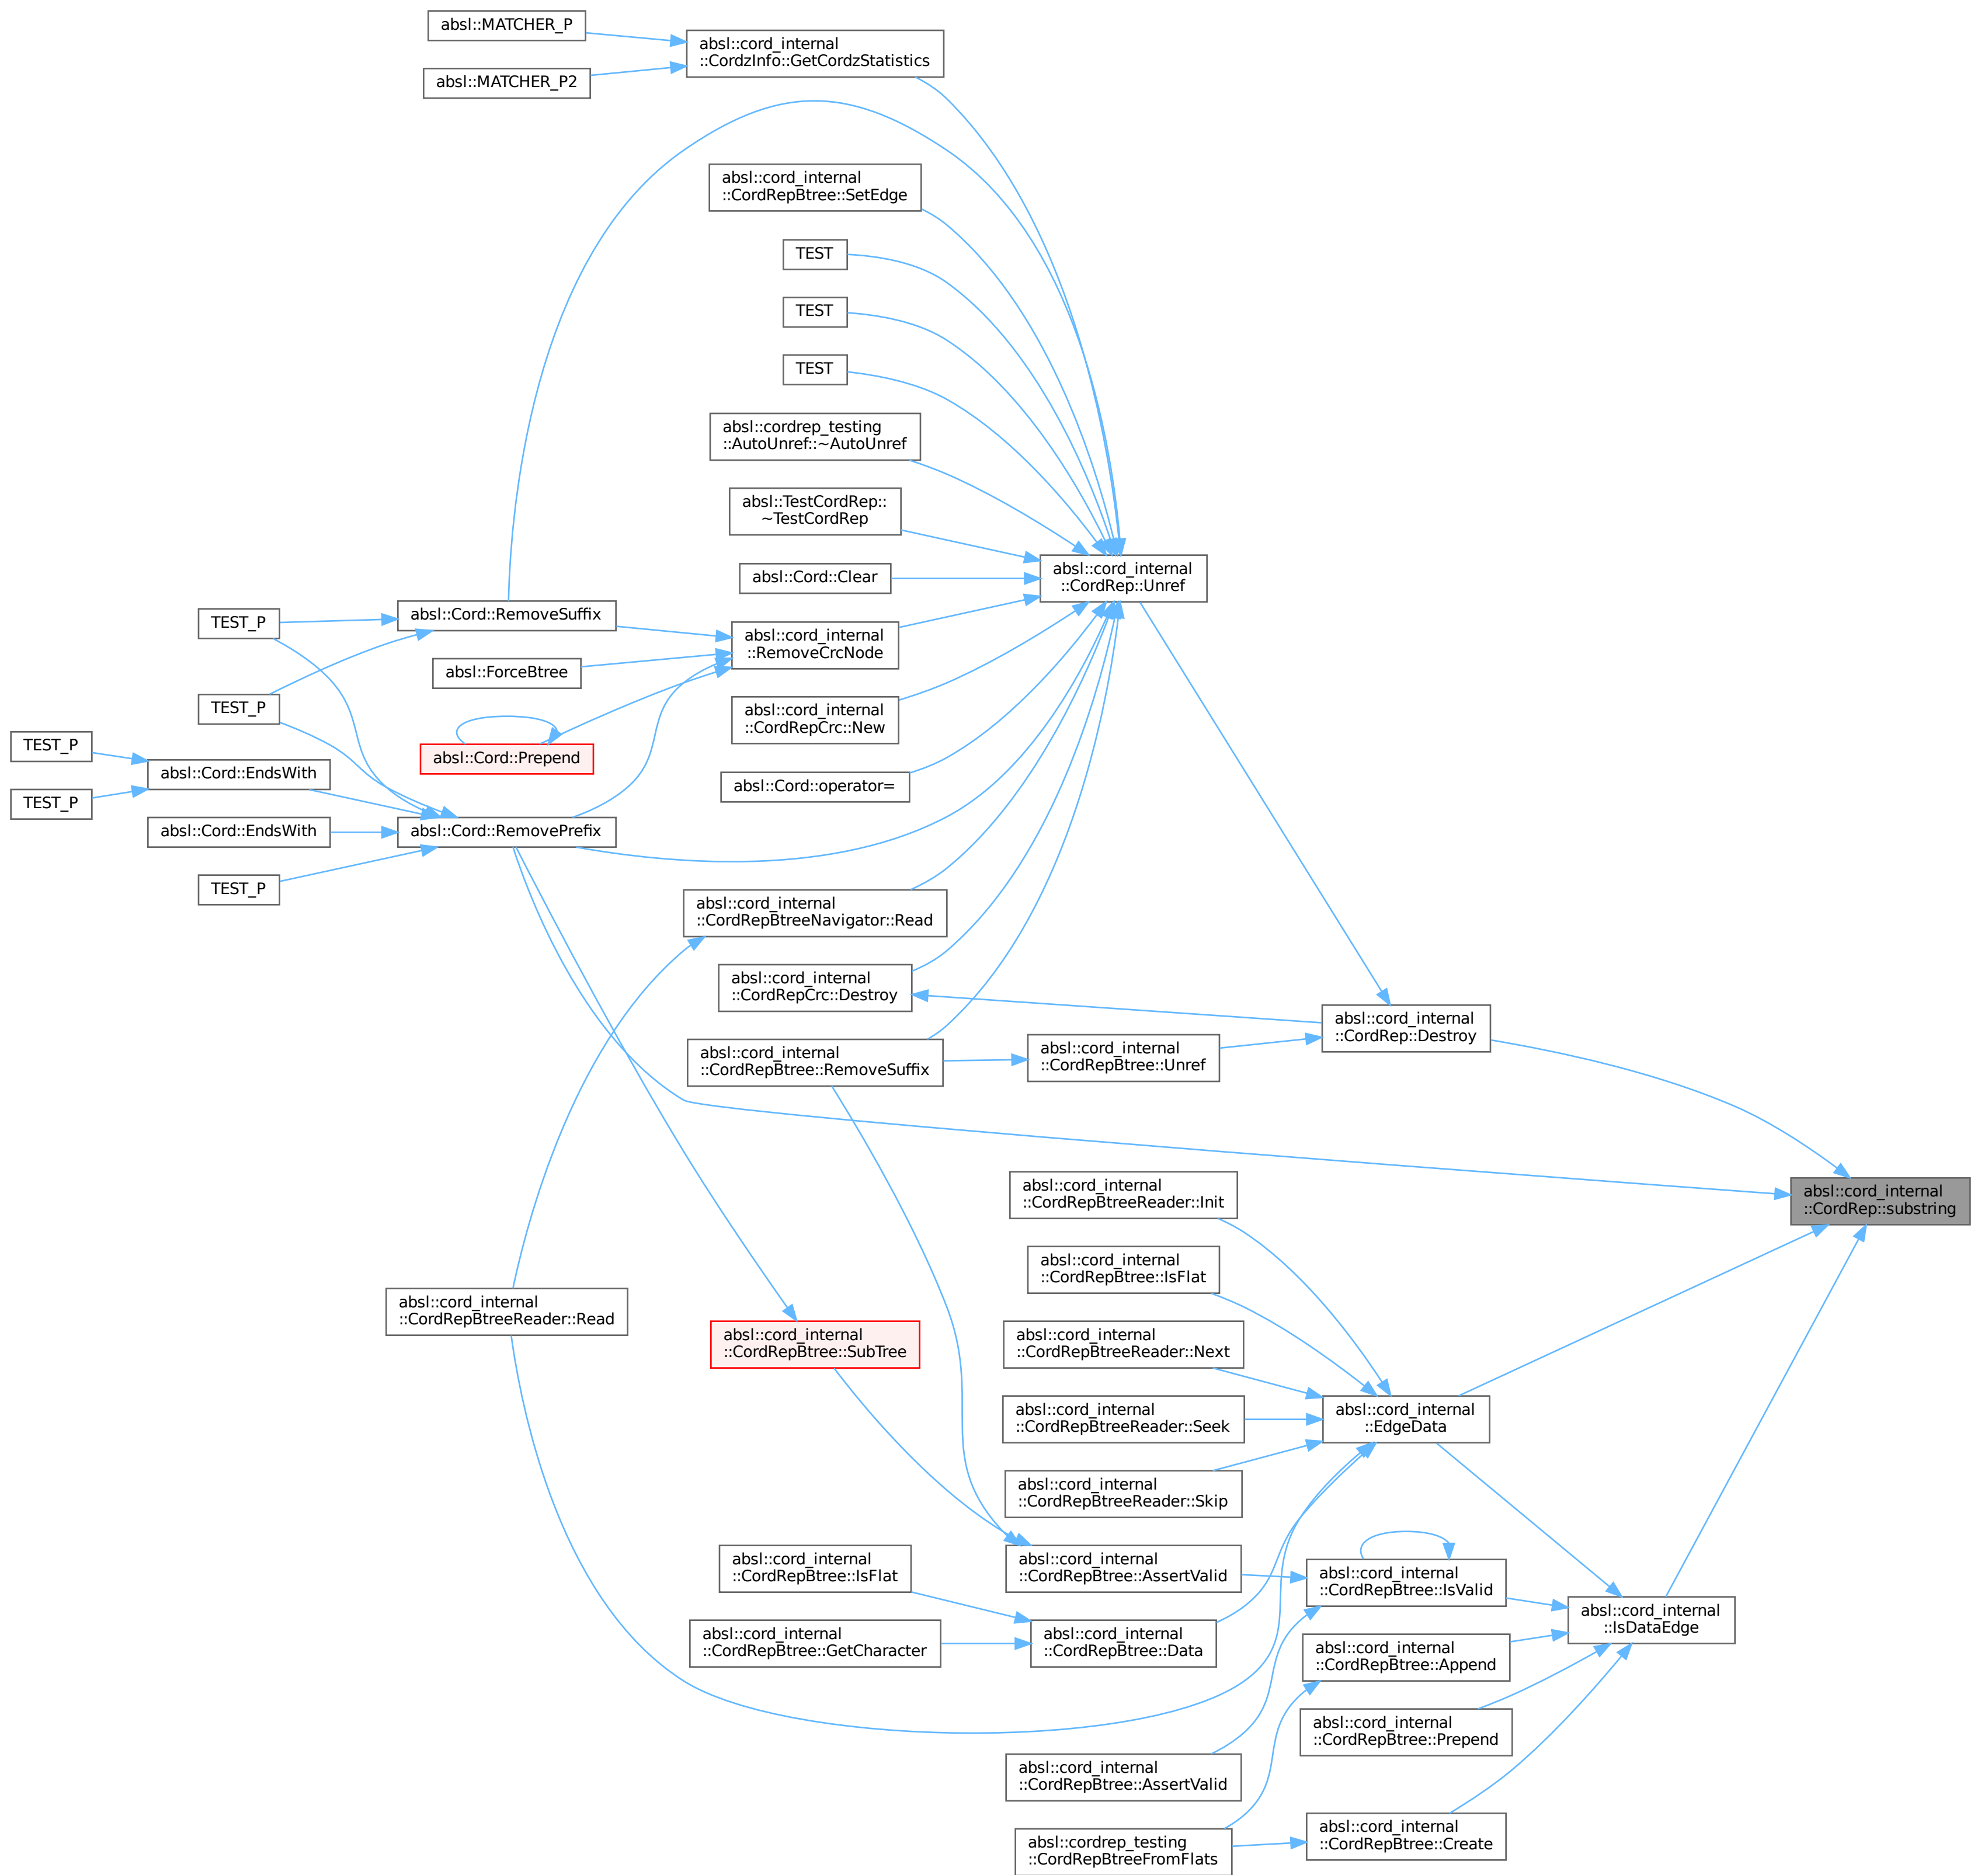 absl::MATCHER_P
absl::cord_internal
::CordzInfo::GetCordzStatistics
absl::MATCHER_P2
absl::cord_internal
::CordRepBtree::SetEdge
TEST
TEST
TEST
absl::cordrep_testing
::AutoUnref::~AutoUnref
absl::TestCordRep::
~TestCordRep
absl::cord_internal
::CordRep::Unref
absl::Cord::Clear
absl::Cord::RemoveSuffix
TEST_P
absl::cord_internal
::RemoveCrcNode
absl::ForceBtree
TEST_P
absl::cord_internal
::CordRepCrc::New
TEST_P
absl::Cord::Prepend
absl::Cord::EndsWith
absl::Cord::operator=
TEST_P
absl::Cord::EndsWith
absl::Cord::RemovePrefix
TEST_P
absl::cord_internal
::CordRepBtreeNavigator::Read
absl::cord_internal
::CordRepCrc::Destroy
absl::cord_internal
::CordRep::Destroy
absl::cord_internal
::CordRepBtree::RemoveSuffix
absl::cord_internal
::CordRepBtree::Unref
absl::cord_internal
::CordRepBtreeReader::Init
absl::cord_internal
::CordRep::substring
absl::cord_internal
::CordRepBtree::IsFlat
absl::cord_internal
::CordRepBtreeReader::Read
absl::cord_internal
::CordRepBtree::SubTree
absl::cord_internal
::CordRepBtreeReader::Next
absl::cord_internal
::CordRepBtreeReader::Seek
absl::cord_internal
::EdgeData
absl::cord_internal
::CordRepBtreeReader::Skip
absl::cord_internal
::CordRepBtree::IsFlat
absl::cord_internal
::CordRepBtree::AssertValid
absl::cord_internal
::CordRepBtree::IsValid
absl::cord_internal
::IsDataEdge
absl::cord_internal
::CordRepBtree::GetCharacter
absl::cord_internal
::CordRepBtree::Data
absl::cord_internal
::CordRepBtree::Append
absl::cord_internal
::CordRepBtree::Prepend
absl::cord_internal
::CordRepBtree::AssertValid
absl::cord_internal
::CordRepBtree::Create
absl::cordrep_testing
::CordRepBtreeFromFlats